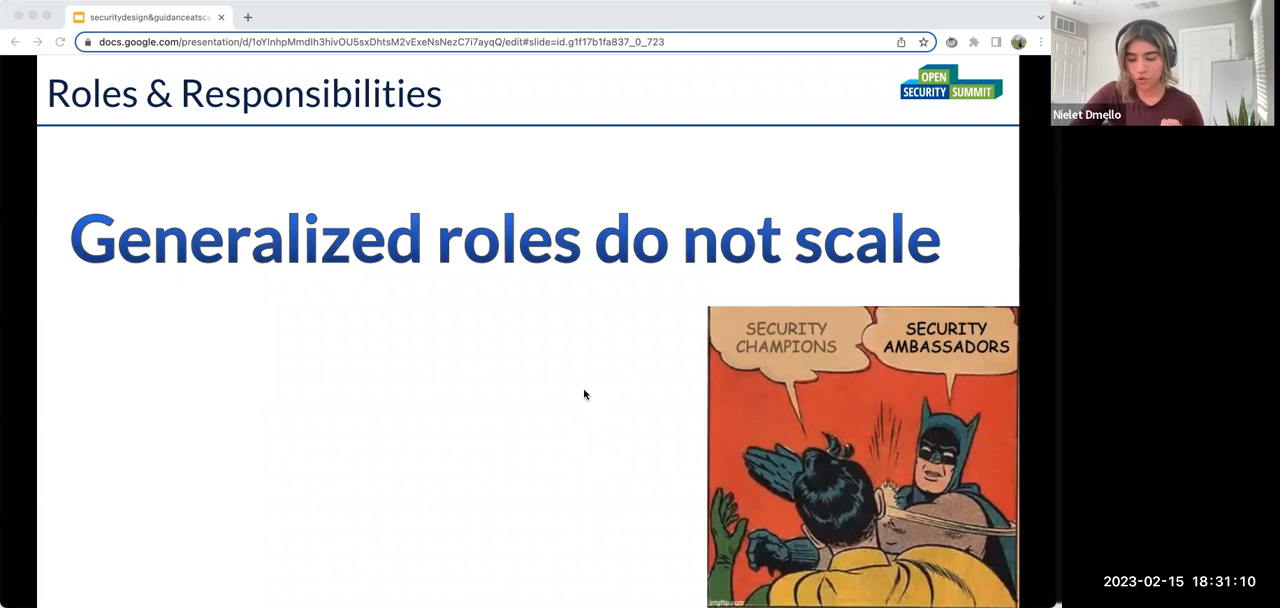 securitydesign&guidanceatsca
docs.google.com/presentation/d/1oYlnhpMmdIh3hivOU5sxDhtsM2vExeNsNezC7i7ayqQ/edit#slide=id.g1f17b1fa837_0_723
Roles & Responsibilities
OPEN
SECURITY SUMMIT
Nielet Dmello
Generalized roles do not scale
SECURITY
CHAMPIONS
SECURITY
AMBASSADORS
imgflip.com
2023-02-15 18:31:10